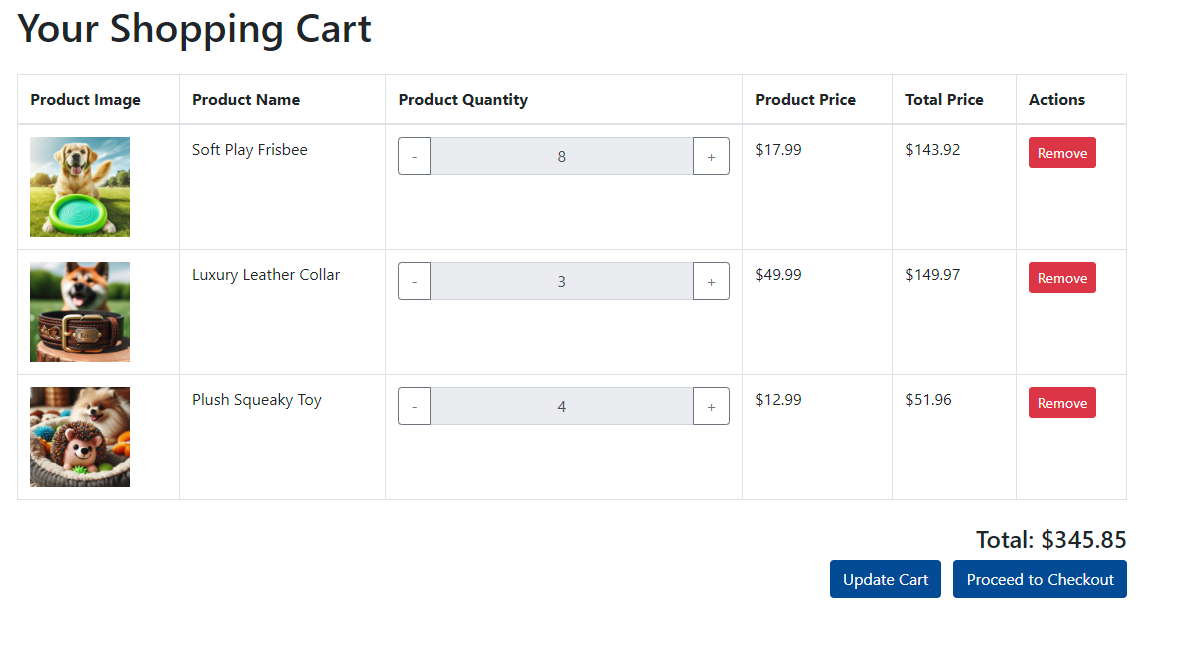 Your Shopping Cart
Product Image Product Name Product Quantity Product Price Total Price Actions
Soft Play Frisbee - 8 + $17.99 $143.92 Remove
Luxury Leather Collar - 3 + $49.99 $149.97 Remove
Plush Squeaky Toy - 4 + $12.99 $51.96 Remove
Total: $345.85
Update Cart Proceed to Checkout